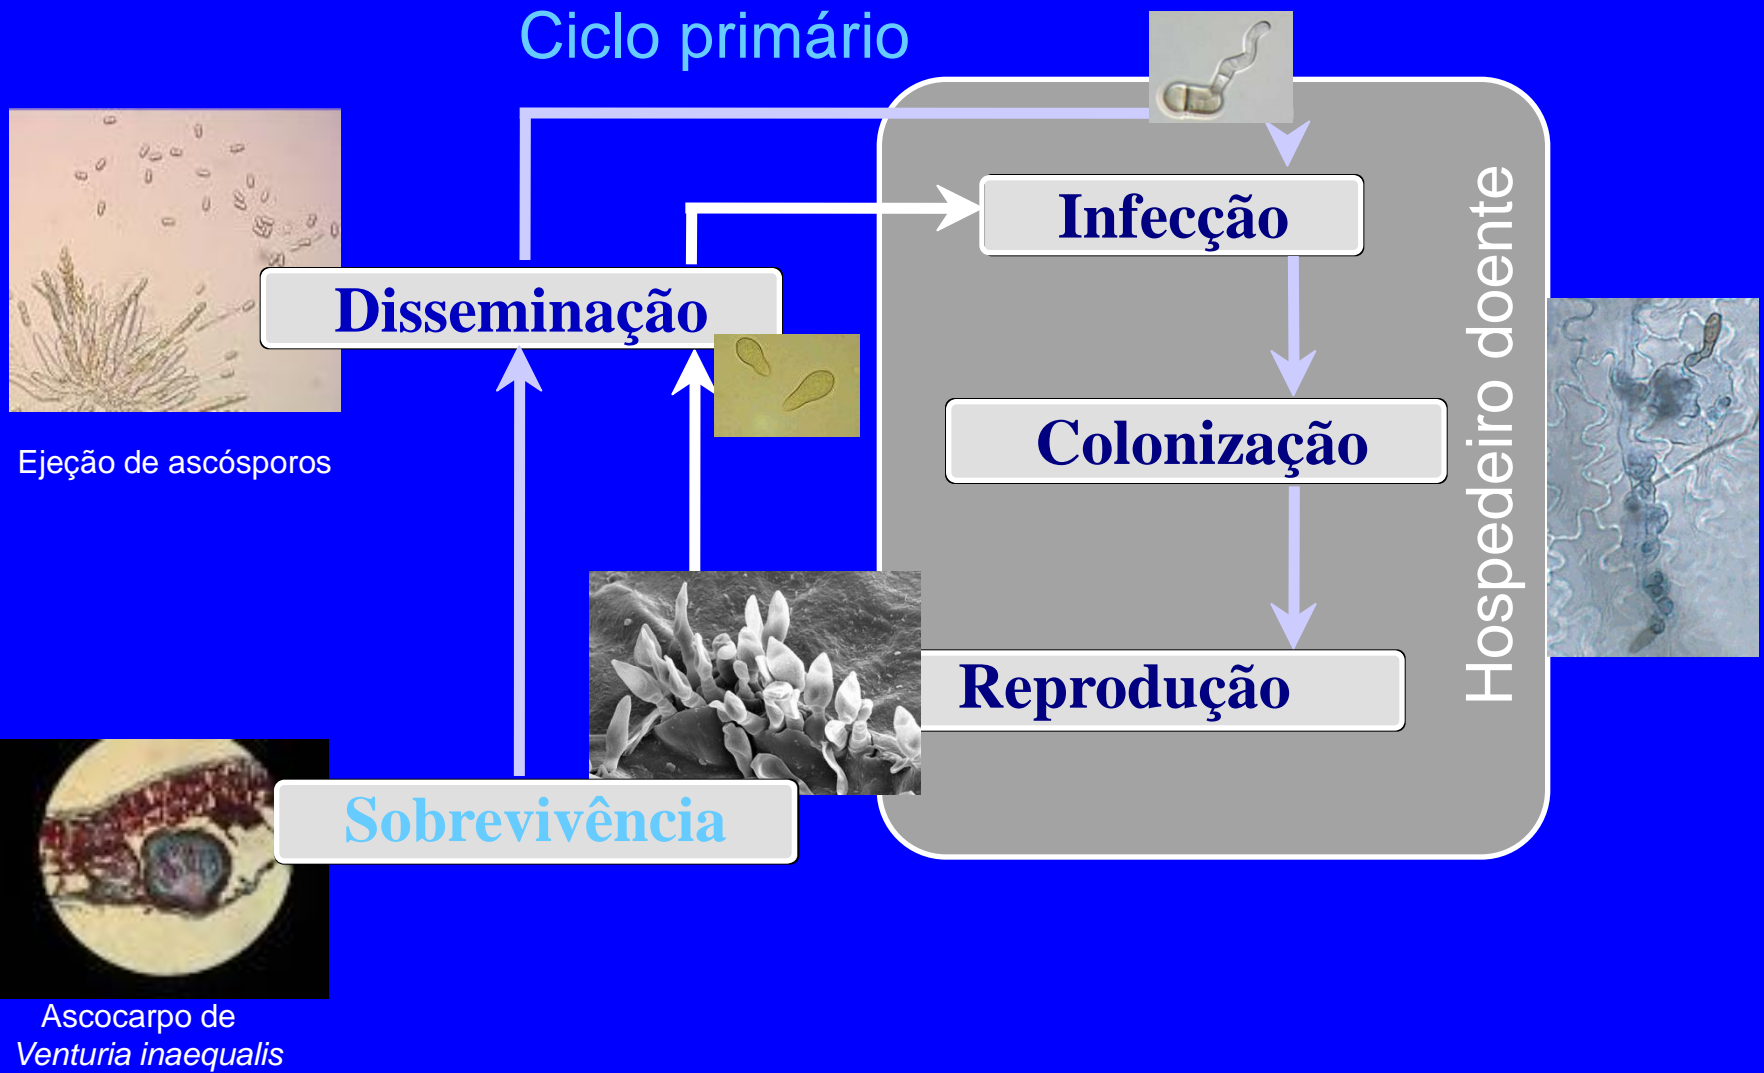 Ciclo primário
Infecção
Disseminação
Hospedeiro doente
Colonização
Ejeção de ascósporos
Reprodução
Sobrevivência
Ascocarpo de
Venturia inaequalis